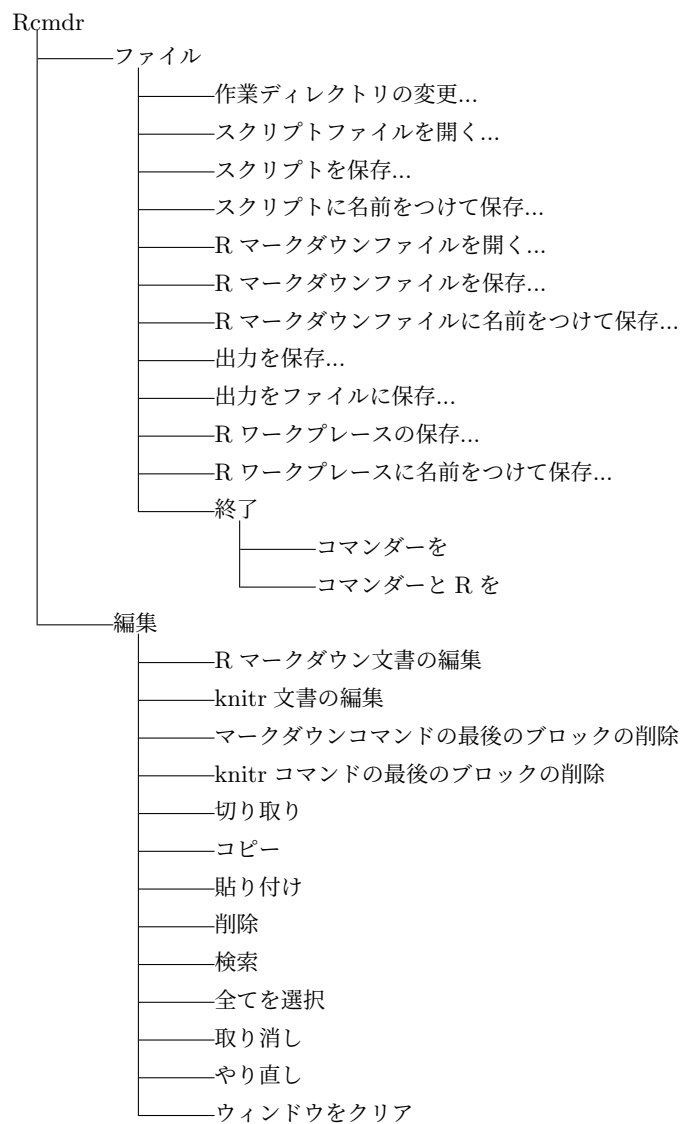 Rcmdr
ファイル
作業ディレクトリの変更...
スクリプトファイルを開く...
スクリプトを保存...
スクリプトに名前をつけて保存...
R マークダウンファイルを開く...
R マークダウンファイルを保存...
R マークダウンファイルに名前をつけて保存...
出力を保存...
出力をファイルに保存...
R ワークプレースの保存...
R ワークプレースに名前をつけて保存...
終了
コマンダーを
コマンダーと R を
編集
R マークダウン文書の編集
knitr 文書の編集
マークダウンコマンドの最後のブロックの削除
knitr コマンドの最後のブロックの削除
切り取り
コピー
貼り付け
削除
検索
全てを選択
取り消し
やり直し
ウィンドウをクリア